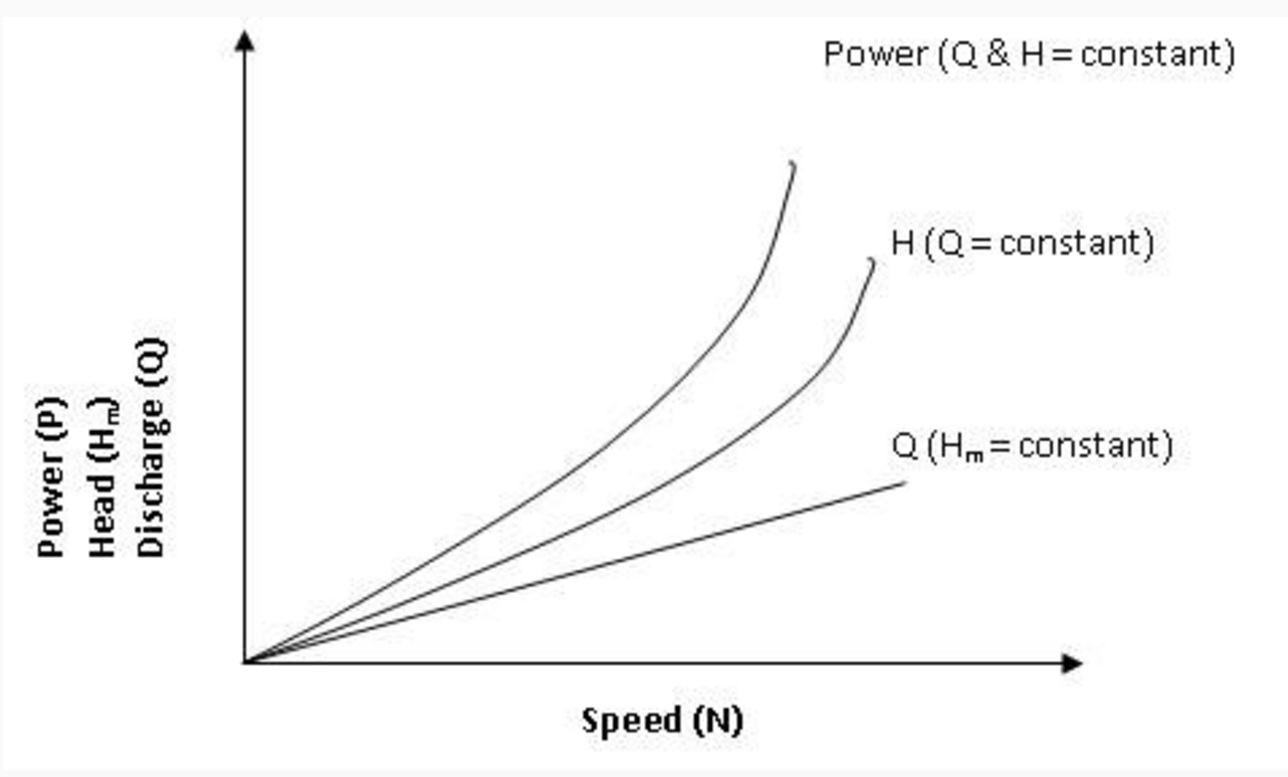 Power (Q & H = constant)
H (Q = constant)
Q (Hₘ = constant)
Power (P)
Head (Hₘ)
Discharge (Q)
Speed (N)